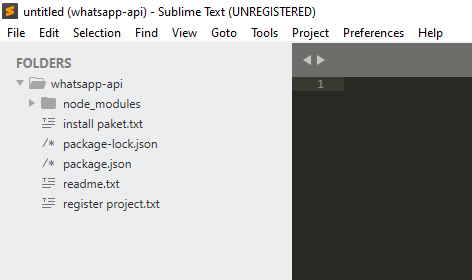 untitled (whatsapp-api) - Sublime Text (UNREGISTERED)
File Edit Selection Find View Goto Tools Project Preferences Help
FOLDERS
whatsapp-api
node_modules
install paket.txt
/* package-lock.json
/* package.json
readme.txt
register project.txt
1